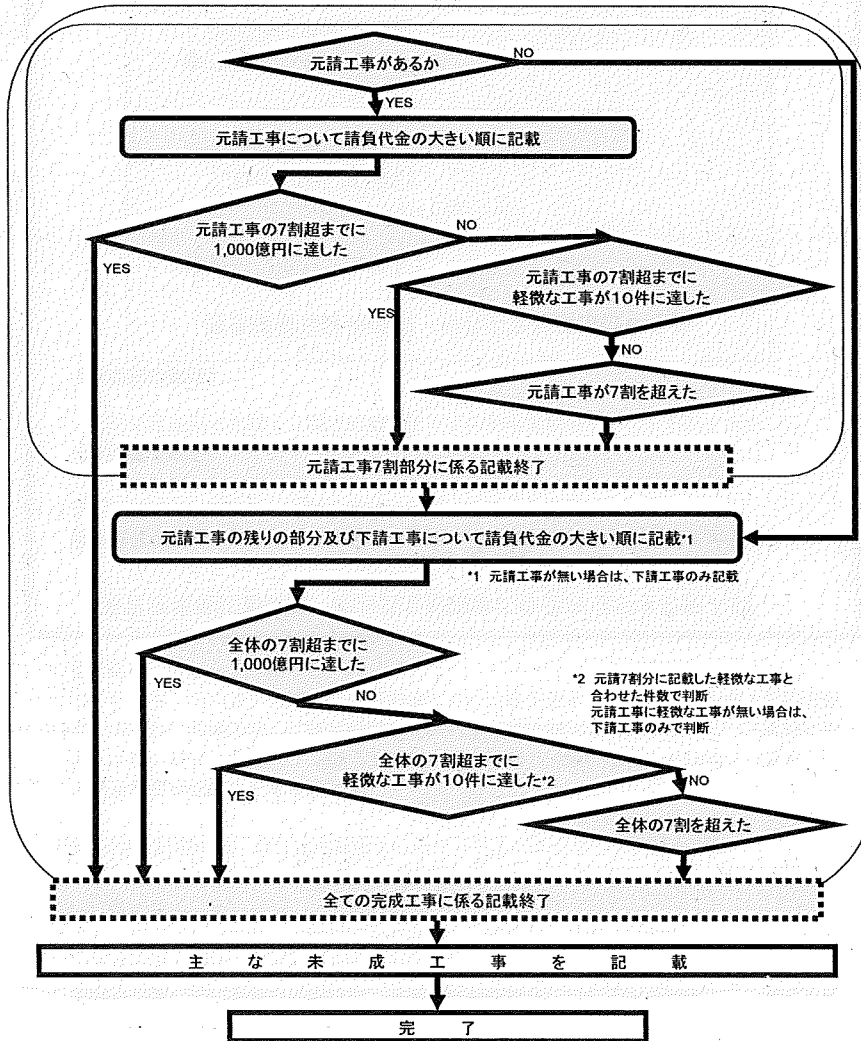 元請工事があるか
NO
YES
元請工事について請負代金の大きい順に記載
元請工事の7割超までに
1,000億円に達した
NO
YES
元請工事の7割超までに
軽微な工事が10件に達した
YES
NO
元請工事が7割を超えた
元請工事7割部分に係る記載終了
元請工事の残りの部分及び下請工事について請負代金の大きい順に記載*1
*1 元請工事が無い場合は、下請工事のみ記載
全体の7割超までに
1,000億円に達した
YES
NO
*2 元請7割分に記載した軽微な工事と
合わせた件数で判断
元請工事に軽微な工事が無い場合は、
下請工事のみで判断
全体の7割超までに
軽微な工事が10件に達した*2
YES
NO
全体の7割を超えた
全ての完成工事に係る記載終了
主な未成工事を記載
完了